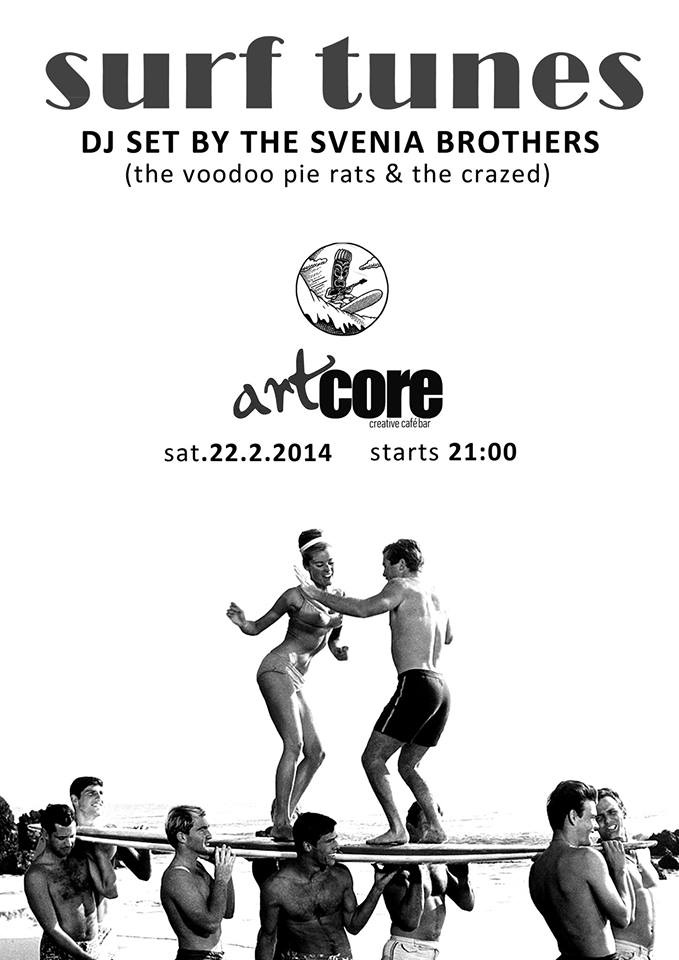 surf tunes
DJ SET BY THE SVENIA BROTHERS
(the voodoo pie rats & the crazed)
artcore
creative café bar
sat.22.2.2014 starts 21:00